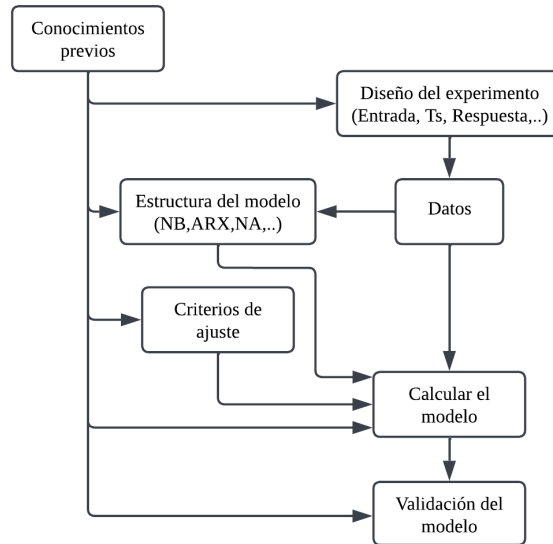 Conocimientos
previos
Diseño del experimento
(Entrada, Ts, Respuesta,..)
Estructura del modelo
(NB,ARX,NA,..)
Datos
Criterios de
ajuste
Calcular el
modelo
Validación del
modelo